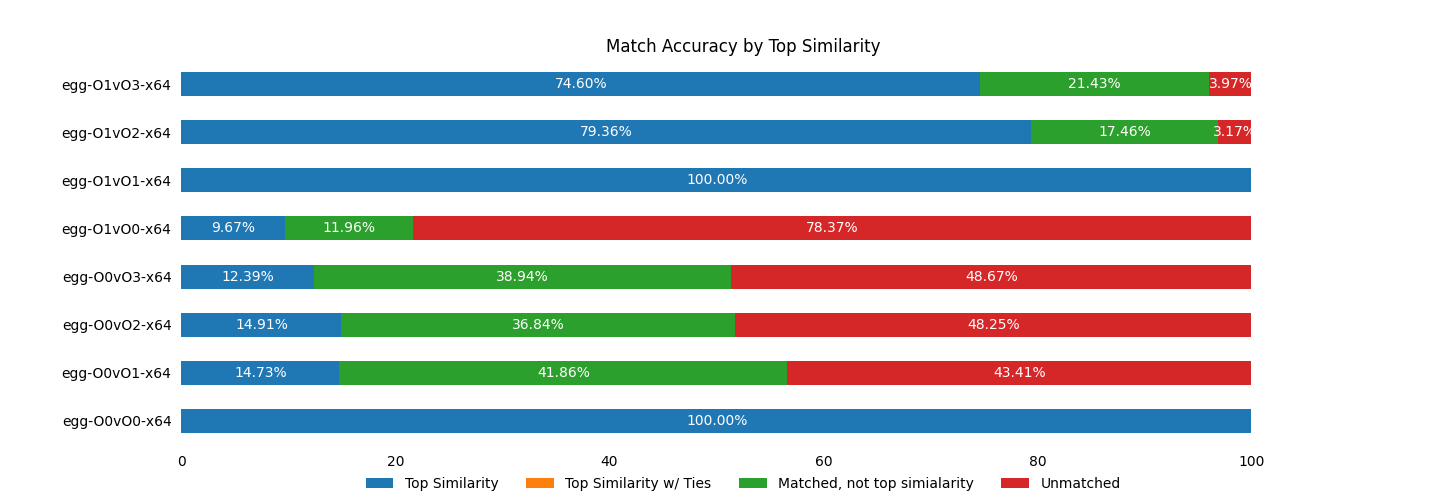 Match Accuracy by Top Similarity
egg-O1vO3-x64 74.60% 21.43% 3.97%
egg-O1vO2-x64 79.36% 17.46% 3.17%
egg-O1vO1-x64 100.00%
egg-O1vO0-x64 9.67% 11.96% 78.37%
egg-O0vO3-x64 12.39% 38.94% 48.67%
egg-O0vO2-x64 14.91% 36.84% 48.25%
egg-O0vO1-x64 14.73% 41.86% 43.41%
egg-O0vO0-x64 100.00%
0 20 40 60 80 100
Top Similarity Top Similarity w/ Ties Matched, not top simialarity Unmatched